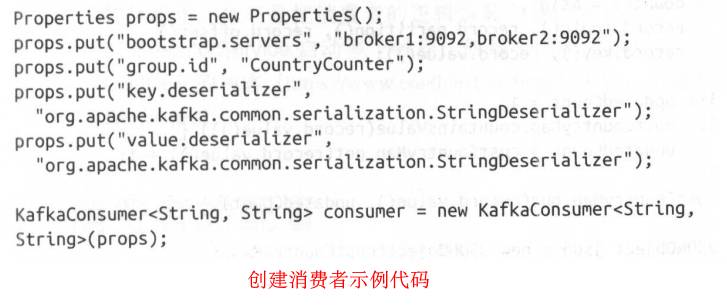 Properties props = new Properties();
props.put("bootstrap.servers", "broker1:9092,broker2:9092");
props.put("group.id", "CountryCounter");
props.put("key.deserializer",
  "org.apache.kafka.common.serialization.StringDeserializer");
props.put("value.deserializer",
  "org.apache.kafka.common.serialization.StringDeserializer");

KafkaConsumer<String, String> consumer = new KafkaConsumer<String,
String>(props);
创建消费者示例代码